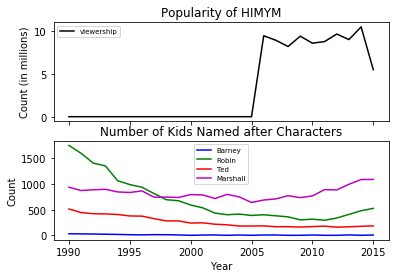 Popularity of HIMYM
Count (in millions)
10
5
0
viewership
Number of Kids Named after Characters
Count
1500
1000
500
0
Barney
Robin
Ted
Marshall
1990 1995 2000 2005 2010 2015
Year